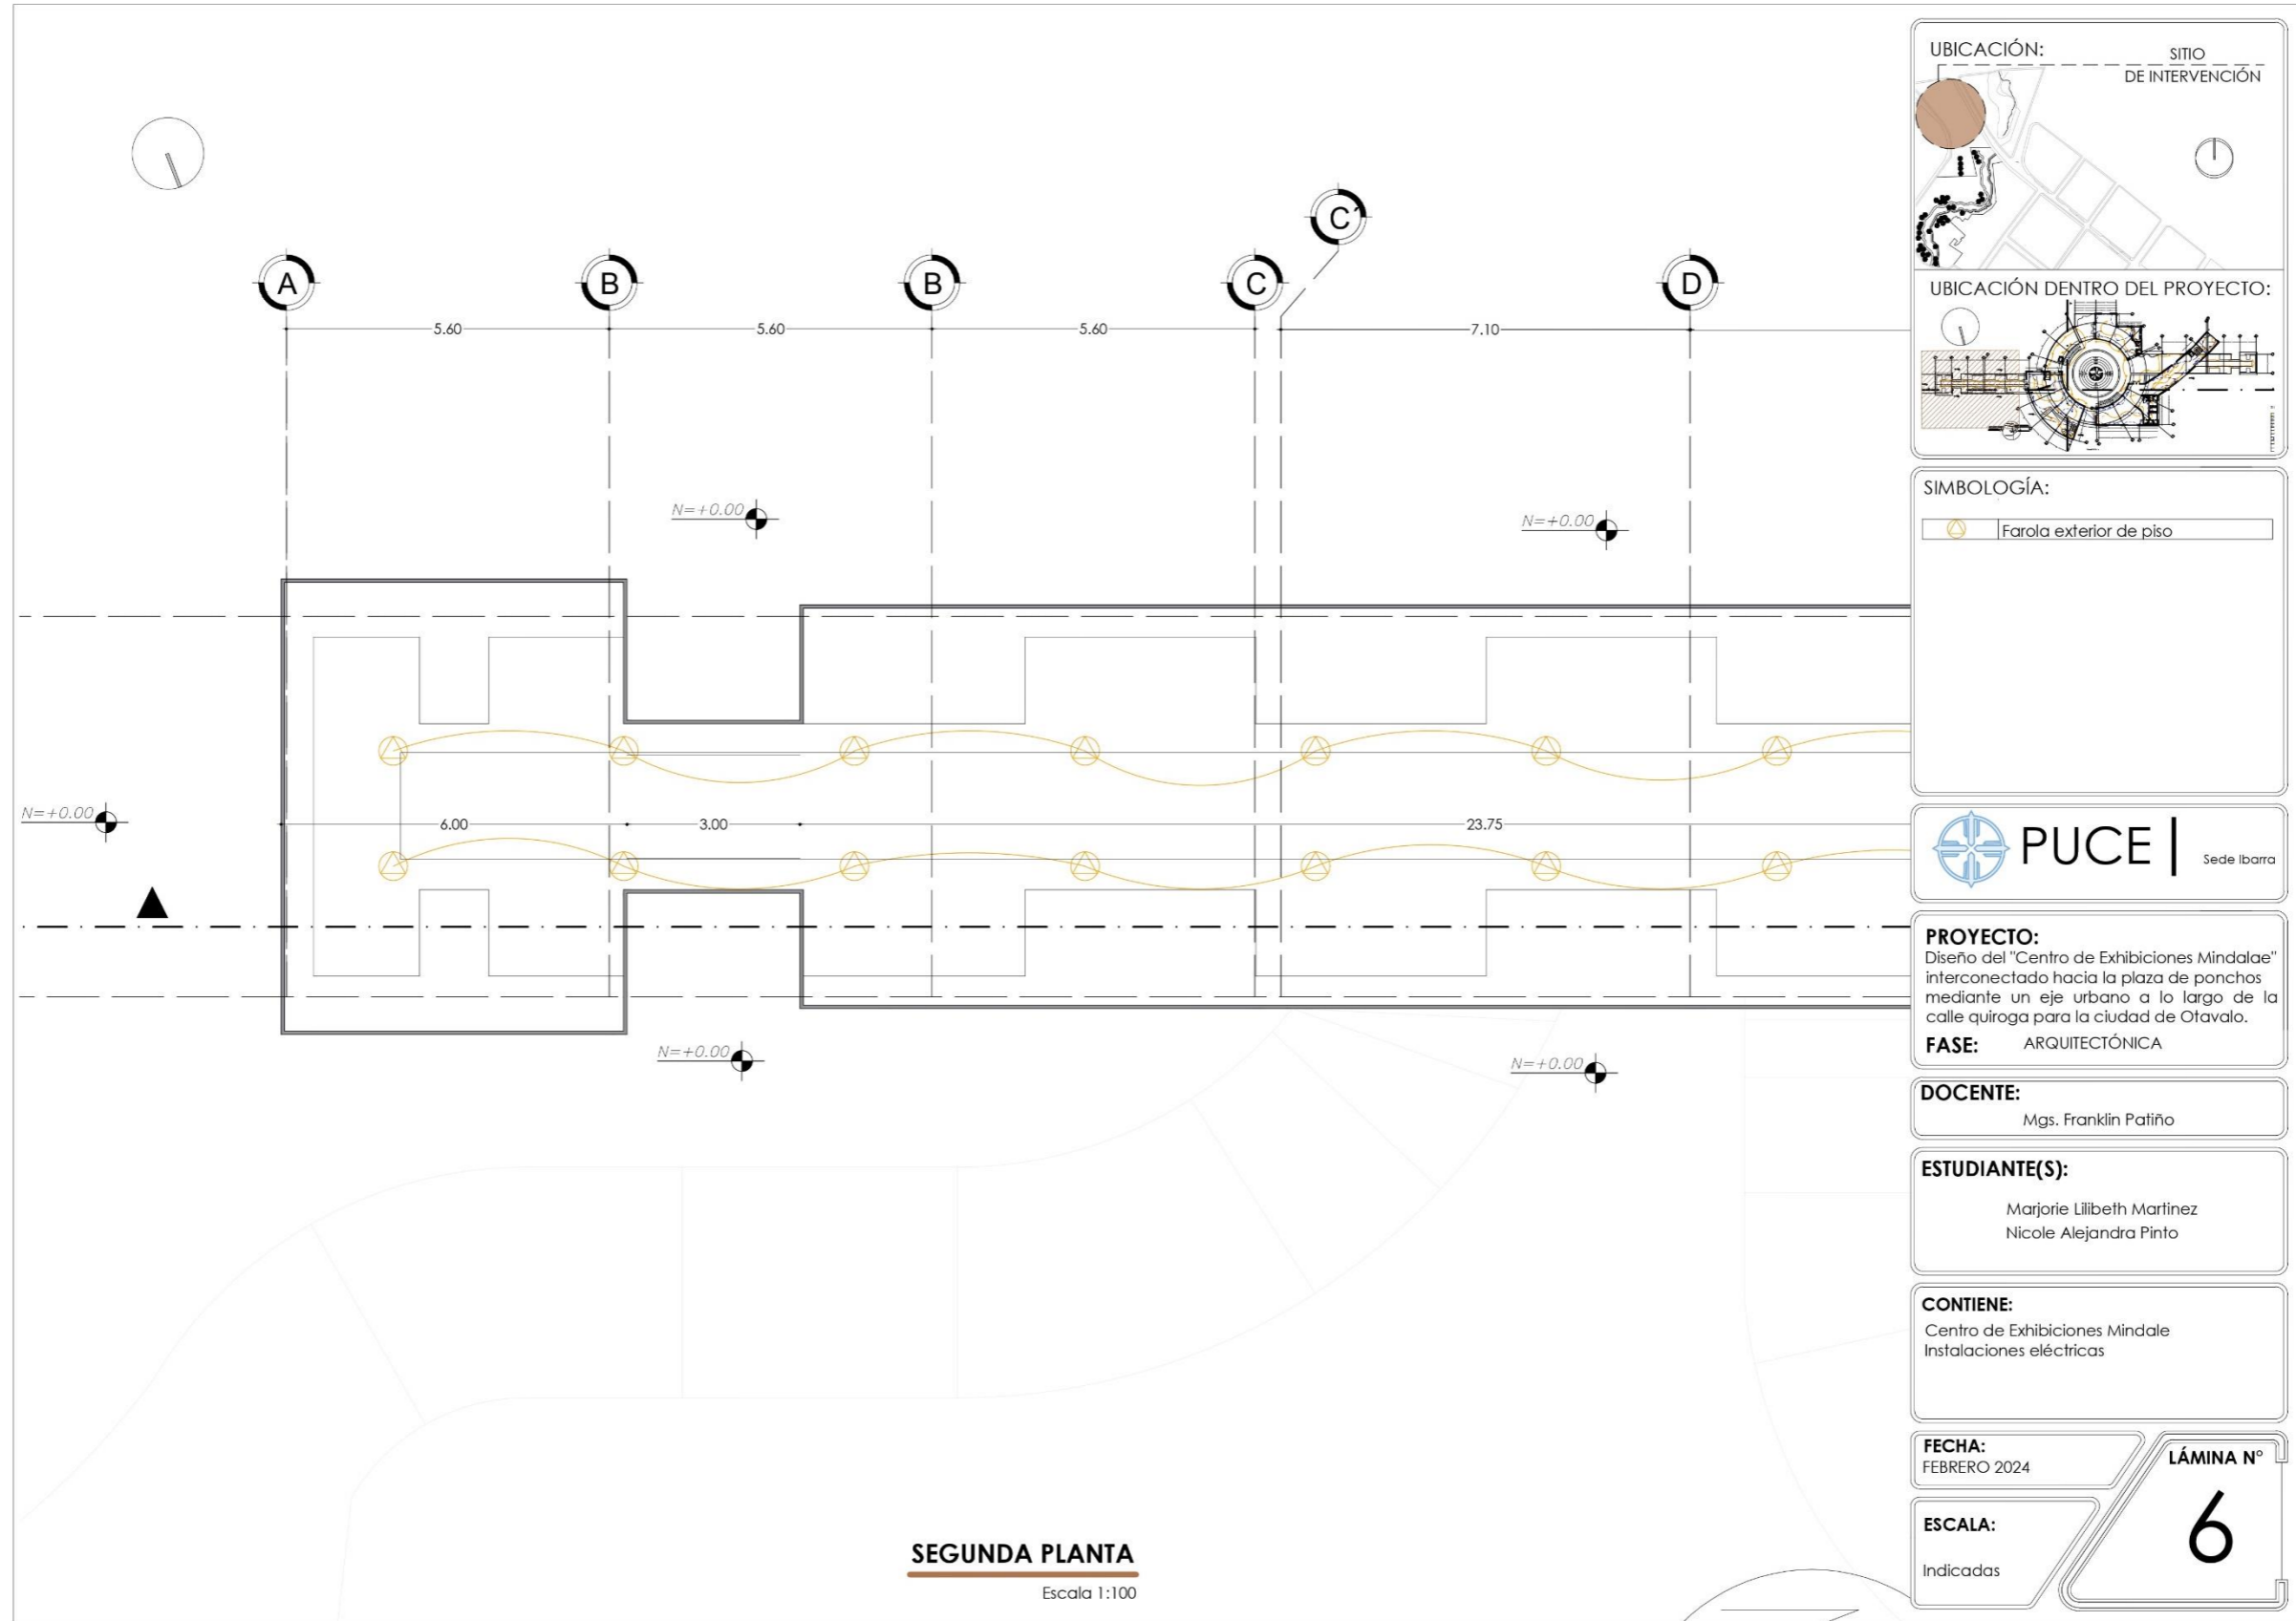 A
B
B
C
C´
D
5.60
5.60
5.60
7.10
N=+0.00
N=+0.00
N=+0.00
6.00
3.00
23.75
N=+0.00
N=+0.00
SEGUNDA PLANTA
Escala 1:100
UBICACIÓN:
SITIO
DE INTERVENCIÓN
UBICACIÓN DENTRO DEL PROYECTO:
SIMBOLOGÍA:
Farola exterior de piso
PUCE
Sede Ibarra
PROYECTO:
Diseño del "Centro de Exhibiciones Mindalae"
interconectado hacia la plaza de ponchos
mediante un eje urbano a lo largo de la
calle quiroga para la ciudad de Otavalo.
FASE: ARQUITECTÓNICA
DOCENTE:
Mgs. Franklin Patiño
ESTUDIANTE(S):
Marjorie Lilibeth Martinez
Nicole Alejandra Pinto
CONTIENE:
Centro de Exhibiciones Mindale
Instalaciones eléctricas
FECHA:
FEBRERO 2024
LÁMINA N°
6
ESCALA:
Indicadas